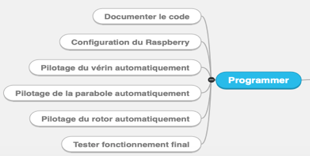 Documenter le code
Configuration du Raspberry
Pilotage du vérin automatiquement
Programmer
Pilotage de la parabole automatiquement
Pilotage du rotor automatiquement
Tester fonctionnement final